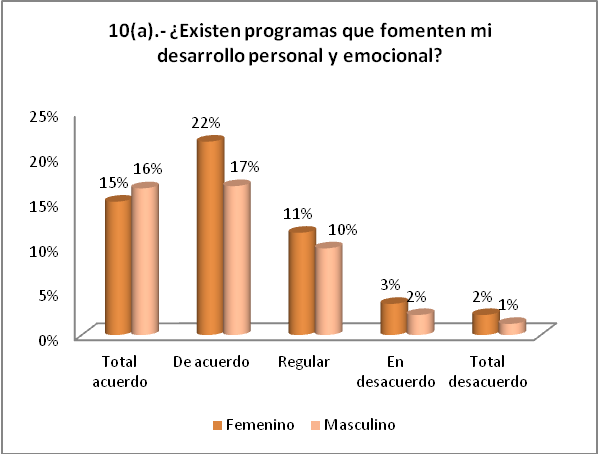 10(a).- ¿Existen programas que fomenten mi
desarrollo personal y emocional?
25%
20%
15%
10%
5%
0%
15%
16%
22%
17%
11%
10%
3%
2%
2%
1%
Total
acuerdo
De acuerdo
Regular
En
desacuerdo
Total
desacuerdo
Femenino
Masculino